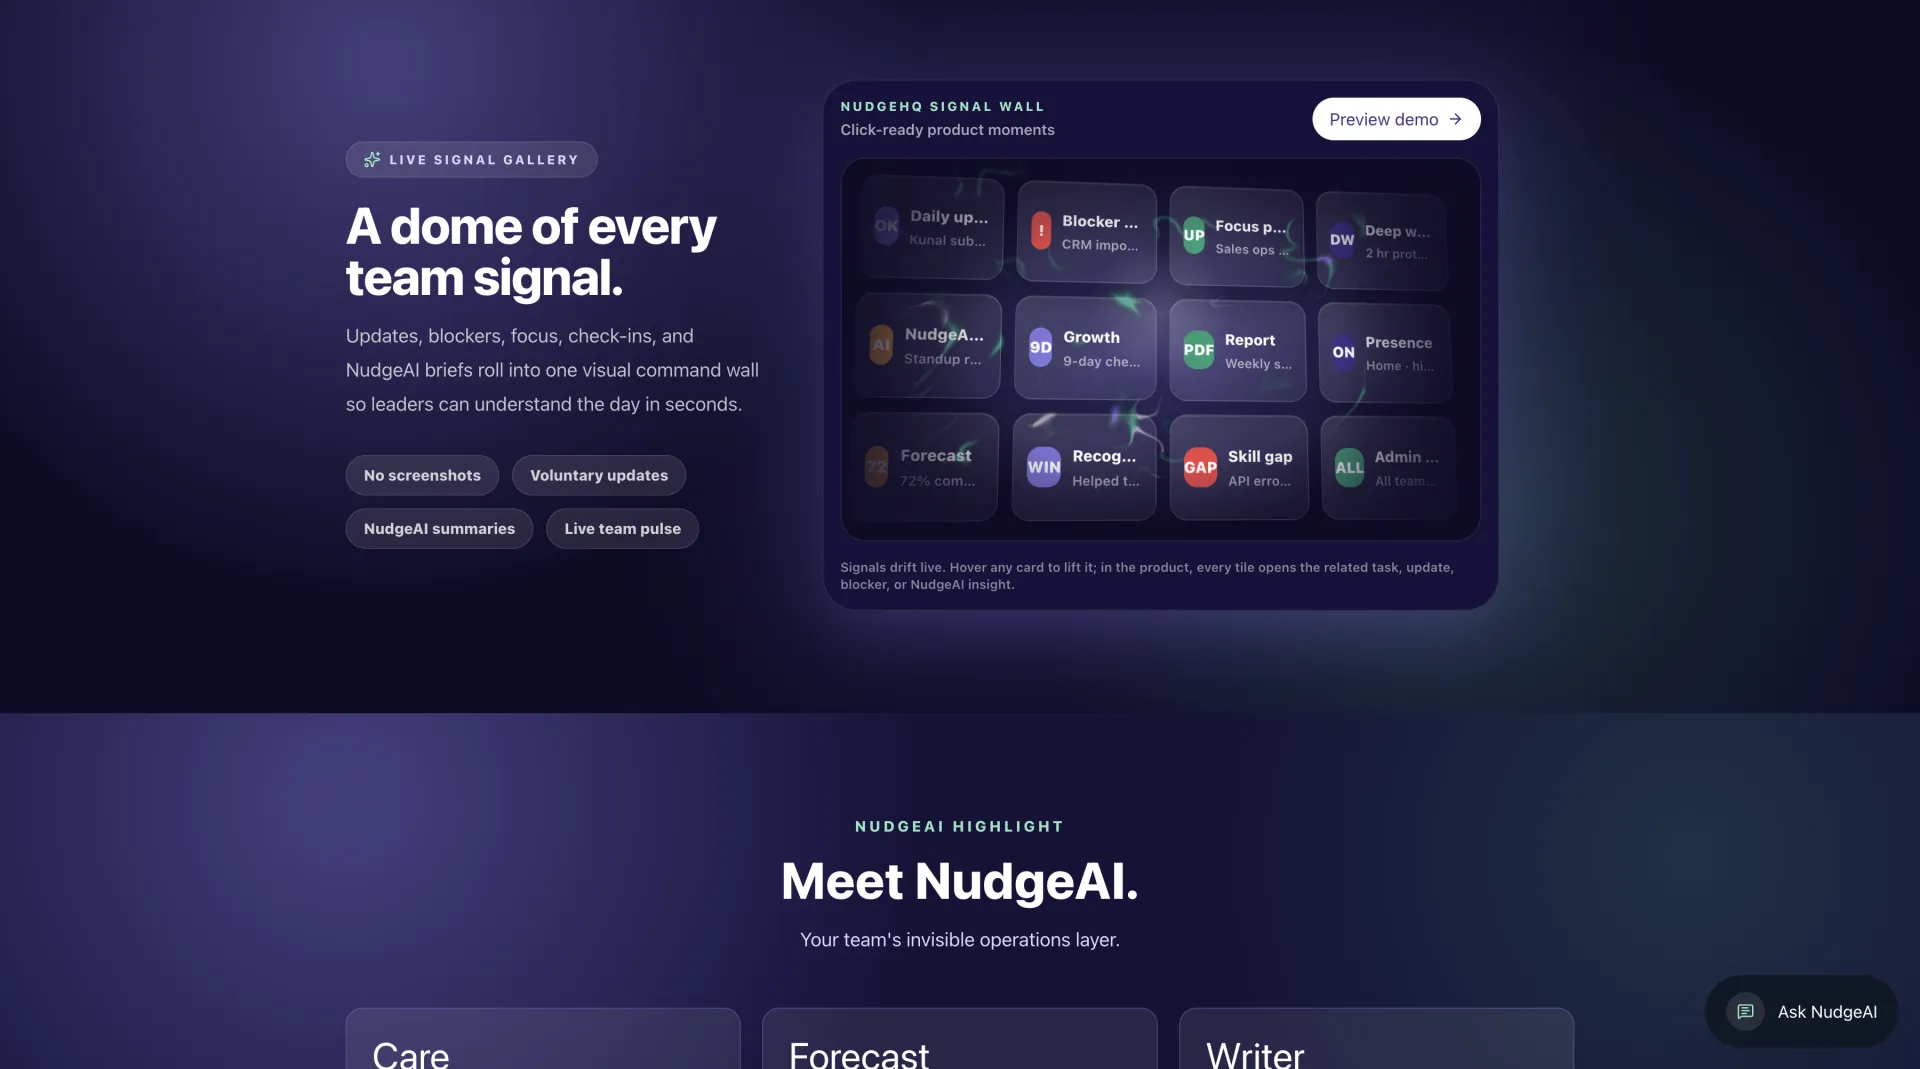 LIVE SIGNAL GALLERY
A dome of every
team signal.
Updates, blockers, focus, check-ins, and
NudgeAI briefs roll into one visual command wall
so leaders can understand the day in seconds.
No screenshots
Voluntary updates
NudgeAI summaries
Live team pulse
NUDGEHQ SIGNAL WALL
Click-ready product moments
Preview demo
OK
Daily up...
Kunal sub...
!
Blocker ...
CRM impo...
UP
Focus p...
Sales ops ...
DW
Deep w...
2 hr prot...
AI
NudgeA...
Standup r...
9D
Growth
9-day che...
PDF
Report
Weekly s...
ON
Presence
Home · hi...
72
Forecast
72% com...
WIN
Recog...
Helped t...
GAP
Skill gap
API erro...
ALL
Admin ...
All team...
Signals drift live. Hover any card to lift it; in the product, every tile opens the related task, update,
blocker, or NudgeAI insight.
NUDGEAI HIGHLIGHT
Meet NudgeAI.
Your team's invisible operations layer.
Care
Forecast
Writer
Ask NudgeAI